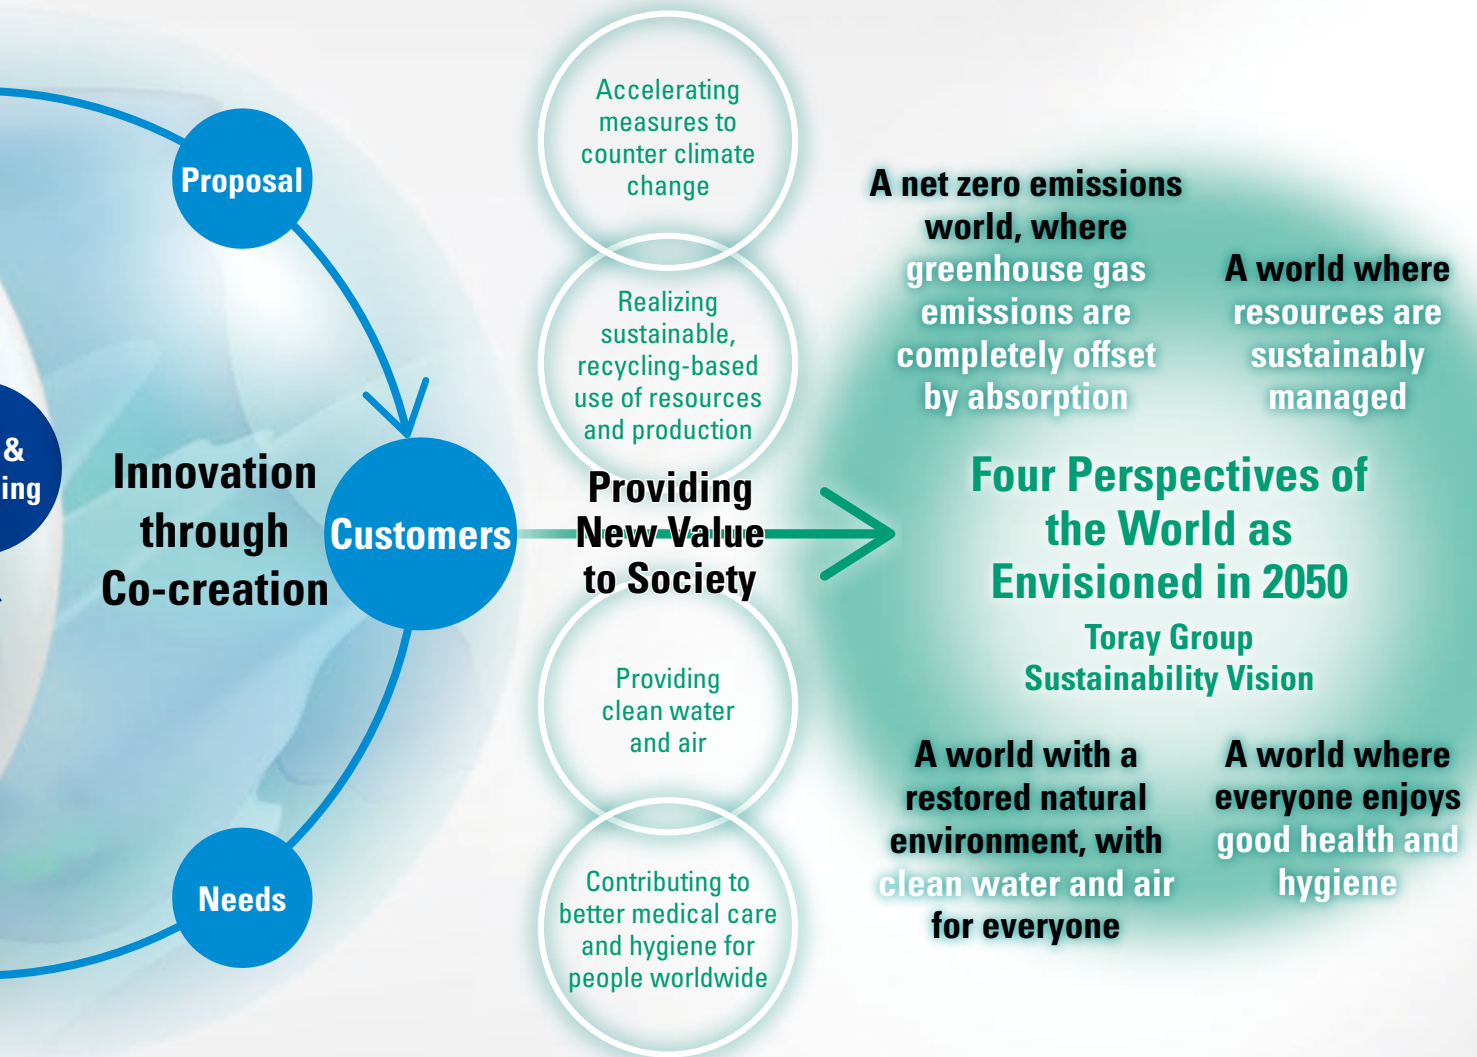 Proposal
&
ing
Innovation
through
Co-creation
Customers
Needs
Accelerating
measures to
counter climate
change
Realizing
sustainable,
recycling-based
use of resources
and production
Providing
New Value
to Society
Providing
clean water
and air
Contributing to
better medical care
and hygiene for
people worldwide
A net zero emissions
world, where
greenhouse gas
emissions are
completely offset
by absorption
A world where
resources are
sustainably
managed
Four Perspectives of
the World as
Envisioned in 2050
Toray Group
Sustainability Vision
A world with a
restored natural
environment, with
clean water and air
for everyone
A world where
everyone enjoys
good health and
hygiene